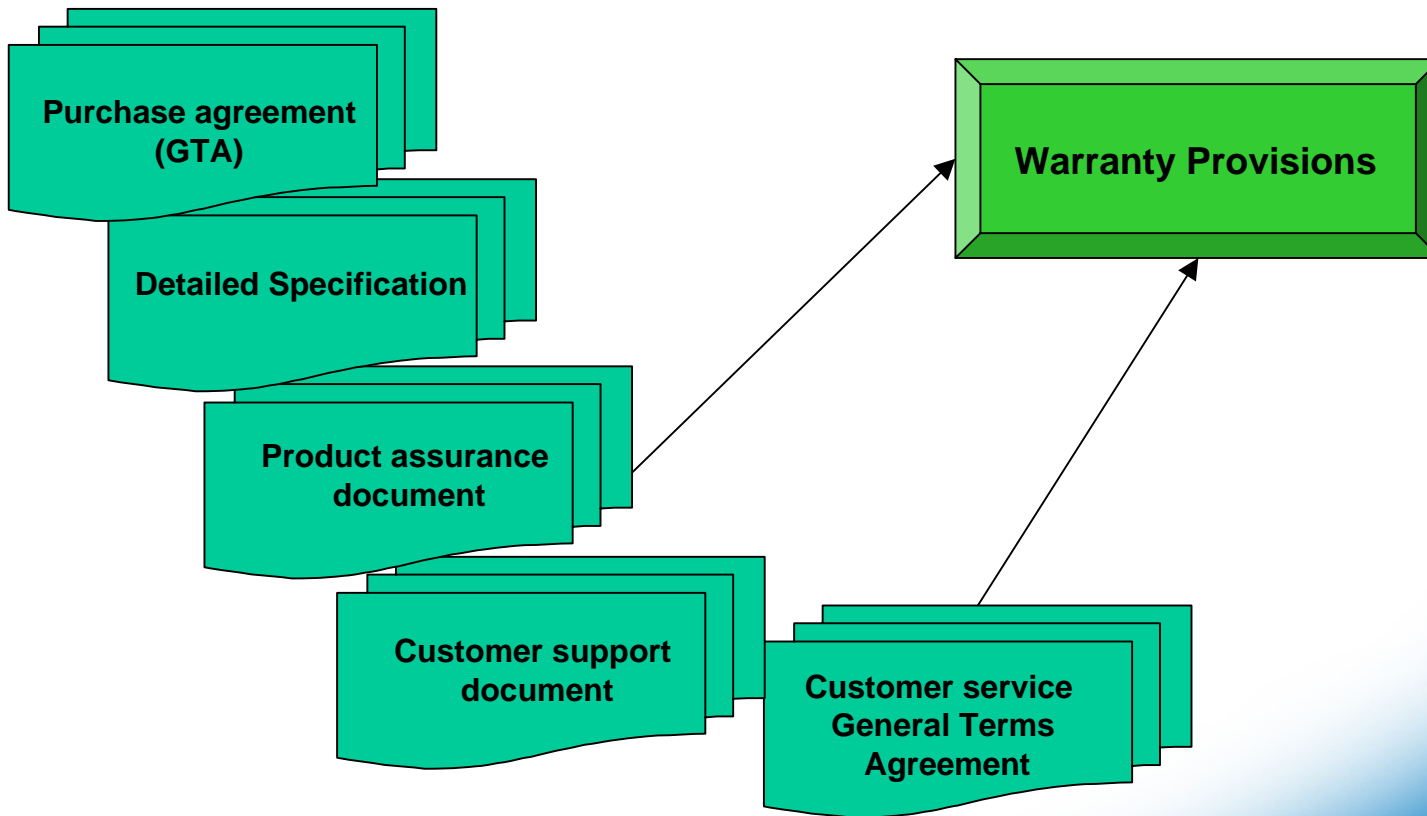 Purchase agreement
(GTA)
Warranty Provisions
Detailed Specification
Product assurance
document
Customer support
document
Customer service
General Terms
Agreement